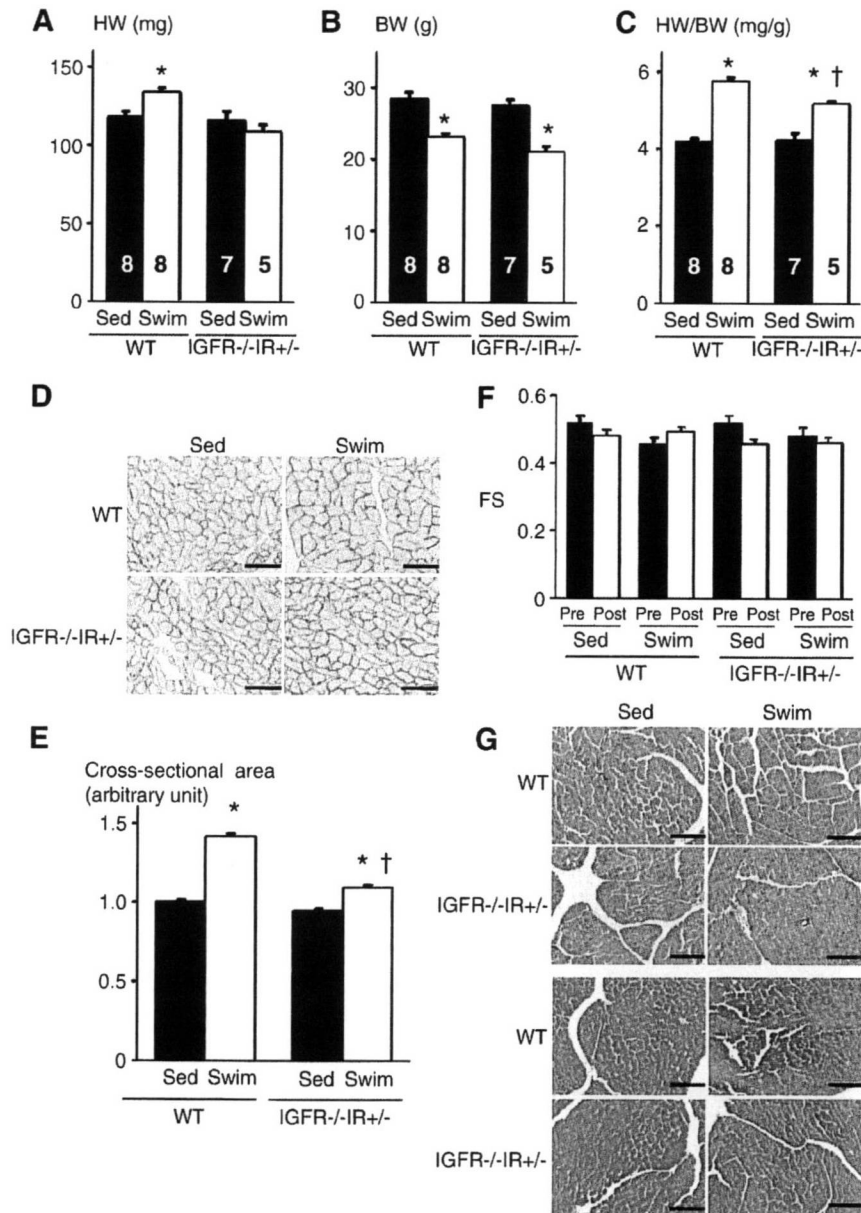 A HW (mg)
150
100
50
0
*
8 8 7 5
Sed Swim Sed Swim
WT IGFR-/-IR+/-
B BW (g)
30
20
10
0
* *
8 8 7 5
Sed Swim Sed Swim
WT IGFR-/-IR+/-
C HW/BW (mg/g)
6
4
2
0
* * †
8 8 7 5
Sed Swim Sed Swim
WT IGFR-/-IR+/-
D
Sed Swim
WT
IGFR-/-IR+/-
E
Cross-sectional area
(arbitrary unit)
1.5
1.0
0.5
0
* * †
Sed Swim Sed Swim
WT IGFR-/-IR+/-
F
0.6
0.4
0.2
0
FS
Pre Post Pre Post Pre Post Pre Post
Sed Swim Sed Swim
WT IGFR-/-IR+/-
G
Sed Swim
WT
IGFR-/-IR+/-
WT
IGFR-/-IR+/-